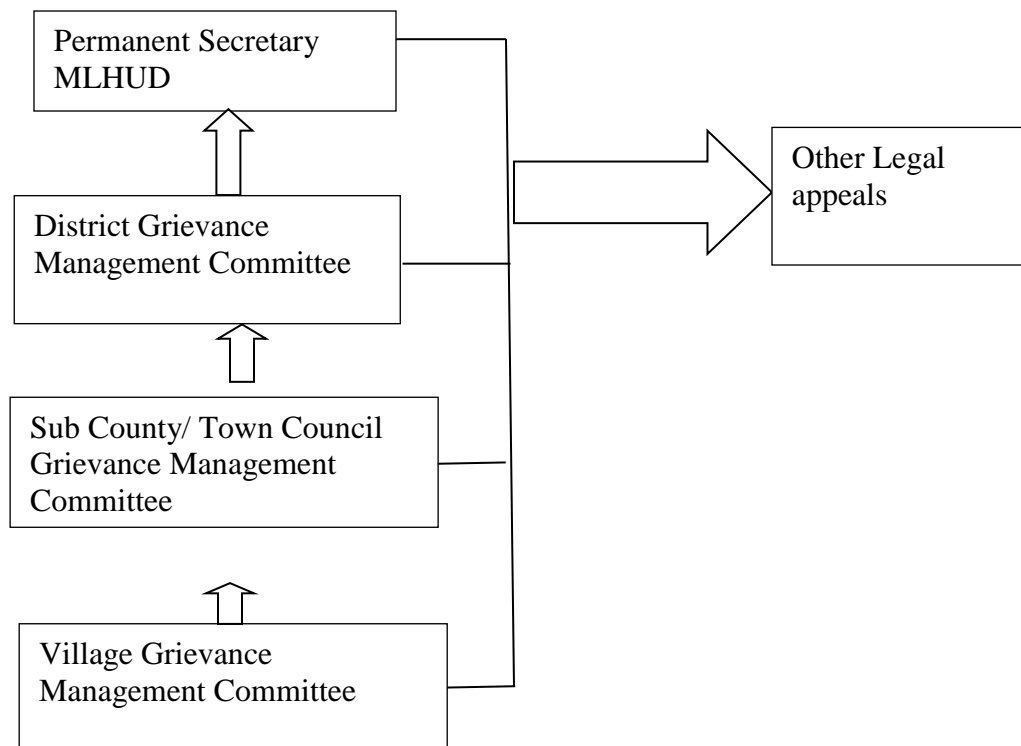 Permanent Secretary
MLHUD
Other Legal
appeals
District Grievance
Management Committee
Sub County/ Town Council
Grievance Management
Committee
Village Grievance
Management Committee